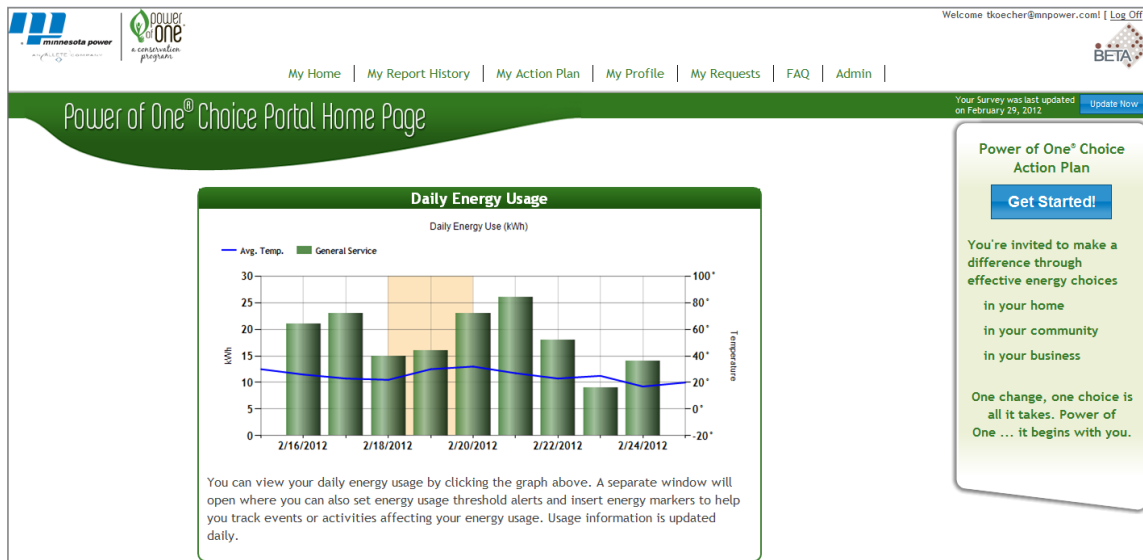 Welcome tkoecher@mnpower.com! [ Log Off
minnesota power
AN ALLETE COMPANY
power
of one®
a conservation
program
BETA
My Home | My Report History | My Action Plan | My Profile | My Requests | FAQ | Admin |
Your Survey was last updated
on February 29, 2012
Update Now
Power of One® Choice Portal Home Page
Daily Energy Usage
Daily Energy Use (kWh)
Avg. Temp. General Service
30 100°
25 80°
20 60°
15 40°
10 20°
5 0°
0 -20°
kWh
Temperature
2/16/2012 2/18/2012 2/20/2012 2/22/2012 2/24/2012
You can view your daily energy usage by clicking the graph above. A separate window will
open where you can also set energy usage threshold alerts and insert energy markers to help
you track events or activities affecting your energy usage. Usage information is updated
daily.
Power of One® Choice
Action Plan
Get Started!
You're invited to make a
difference through
effective energy choices
in your home
in your community
in your business
One change, one choice is
all it takes. Power of
One ... it begins with you.